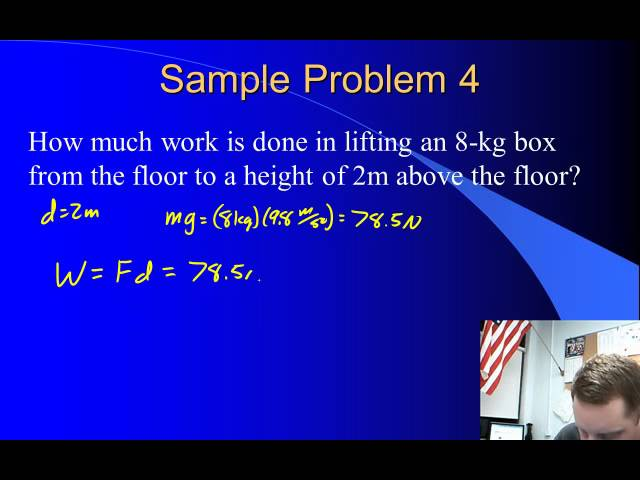 Sample Problem 4
How much work is done in lifting an 8-kg box
from the floor to a height of 2m above the floor?
d=2m mg=(8kg)(9.8 m/s²)=78.5N
W = Fd = 78.5